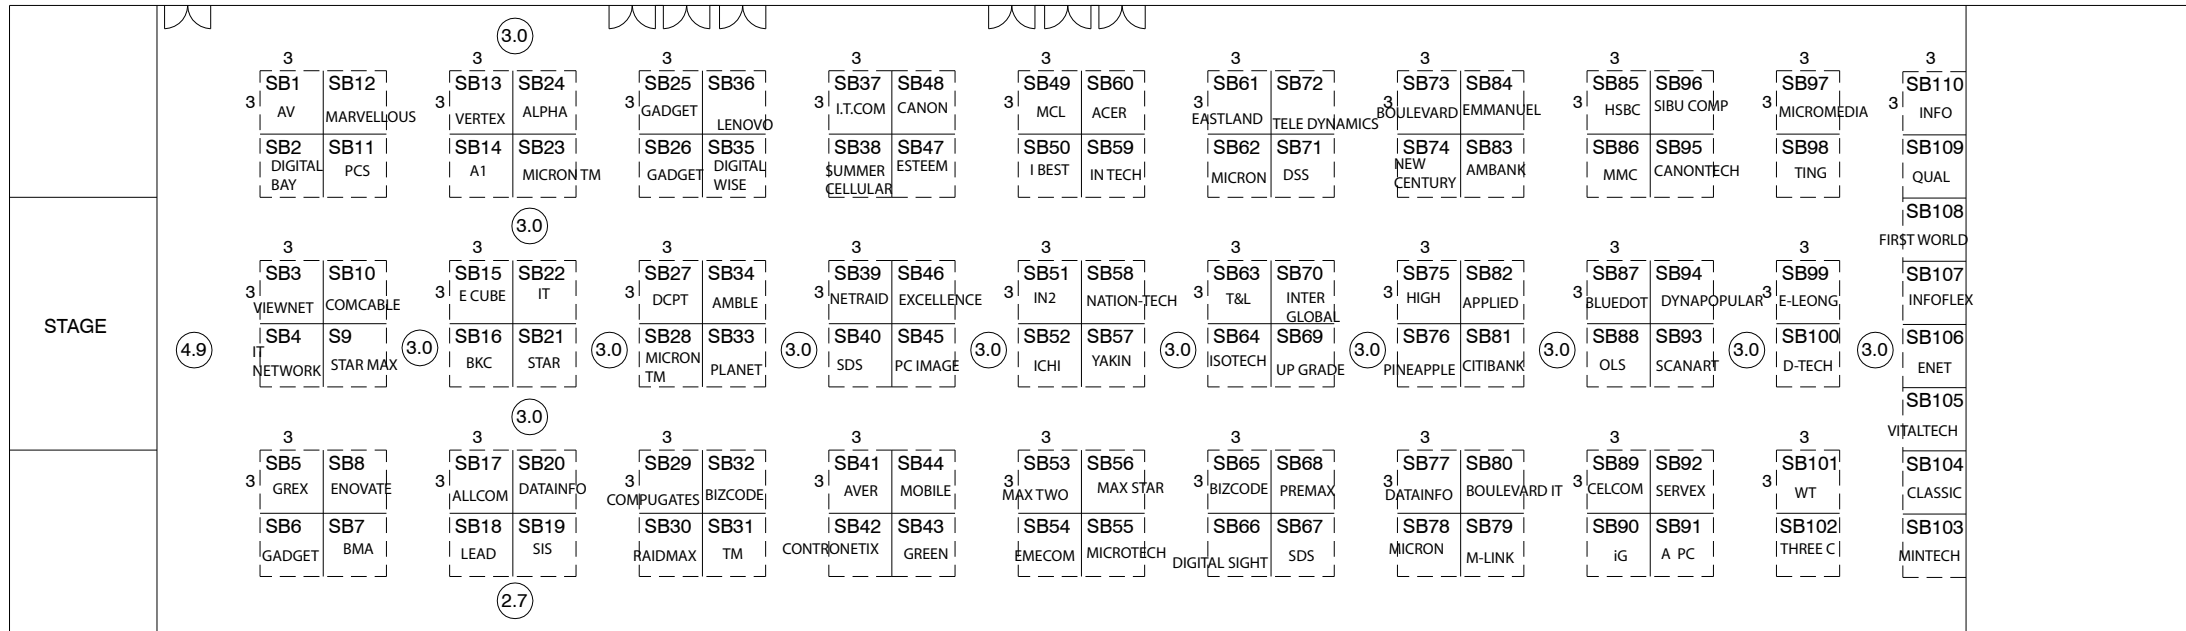 3.0
3 3 3 3 3 3 3 3 3 3
SB1 SB12 SB13 SB24 SB25 SB36 SB37 SB48 SB49 SB60 SB61 SB72 SB73 SB84 SB85 SB96 SB97 SB110
3 3 3 3 3 3 3 3 3 3
AV MARVELLOUS VERTEX ALPHA GADGET LENOVO I.T.COM CANON MCL ACER EASTLAND TELE DYNAMICS BOULEVARD EMMANUEL HSBC SIBU COMP MICROMEDIA INFO
SB2 SB11 SB14 SB23 SB26 SB35 SB38 SB47 SB50 SB59 SB62 SB71 SB74 SB83 SB86 SB95 SB98 SB109
DIGITAL BAY PCS A1 MICRON TM GADGET DIGITAL WISE SUMMER CELLULAR ESTEEM I BEST IN TECH MICRON DSS NEW CENTURY AMBANK MMC CANONTECH TING QUAL
3.0
SB108
FIRST WORLD
3 3 3 3 3 3 3 3 3
SB3 SB10 SB15 SB22 SB27 SB34 SB39 SB46 SB51 SB58 SB63 SB70 SB75 SB82 SB87 SB94 SB99 SB107
3 3 3 3 3 3 3 3 3
VIEWNET COMCABLE E CUBE IT DCPT AMBLE NETRAID EXCELLENCE IN2 NATION-TECH T&L INTER GLOBAL HIGH APPLIED BLUEDOT DYNAPOPULAR E-LEONG INFOFLEX
STAGE
SB4 S9 SB16 SB21 SB28 SB33 SB40 SB45 SB52 SB57 SB64 SB69 SB76 SB81 SB88 SB93 SB100 SB106
4.9 3.0 3.0 3.0 3.0 3.0 3.0 3.0 3.0 3.0
IT NETWORK STAR MAX BKC STAR MICRON TM PLANET SDS PC IMAGE ICHI YAKIN ISOTECH UP GRADE PINEAPPLE CITIBANK OLS SCANART D-TECH ENET
3.0
SB105
VITALTECH
3 3 3 3 3 3 3 3 3
SB5 SB8 SB17 SB20 SB29 SB32 SB41 SB44 SB53 SB56 SB65 SB68 SB77 SB80 SB89 SB92 SB101 SB104
3 3 3 3 3 3 3 3 3
GREX ENOVATE ALLCOM DATAINFO COMPUGATES BIZCODE AVER MOBILE MAX TWO MAX STAR BIZCODE PREMAX DATAINFO BOULEVARD IT CELCOM SERVEX WT CLASSIC
SB6 SB7 SB18 SB19 SB30 SB31 SB42 SB43 SB54 SB55 SB66 SB67 SB78 SB79 SB90 SB91 SB102 SB103
GADGET BMA LEAD SIS RAIDMAX TM CONTRONETIX GREEN EMECOM MICROTECH DIGITAL SIGHT SDS MICRON M-LINK iG A PC THREE C MINTECH
2.7